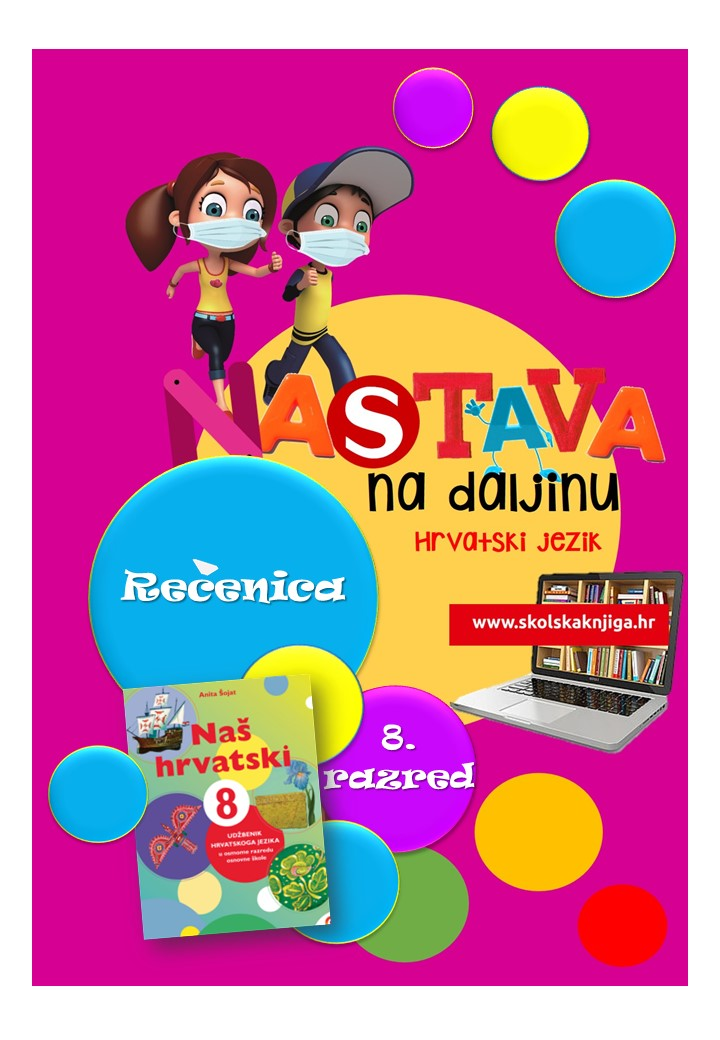 NASTAVA
na daljinu
Hrvatski jezik
Rečenica
www.skolskaknjiga.hr
8.
razred
Anita Šojat
Naš
hrvatski
8
UDŽBENIK
HRVATSKOGA JEZIKA
u osmome razredu
osnovne škole